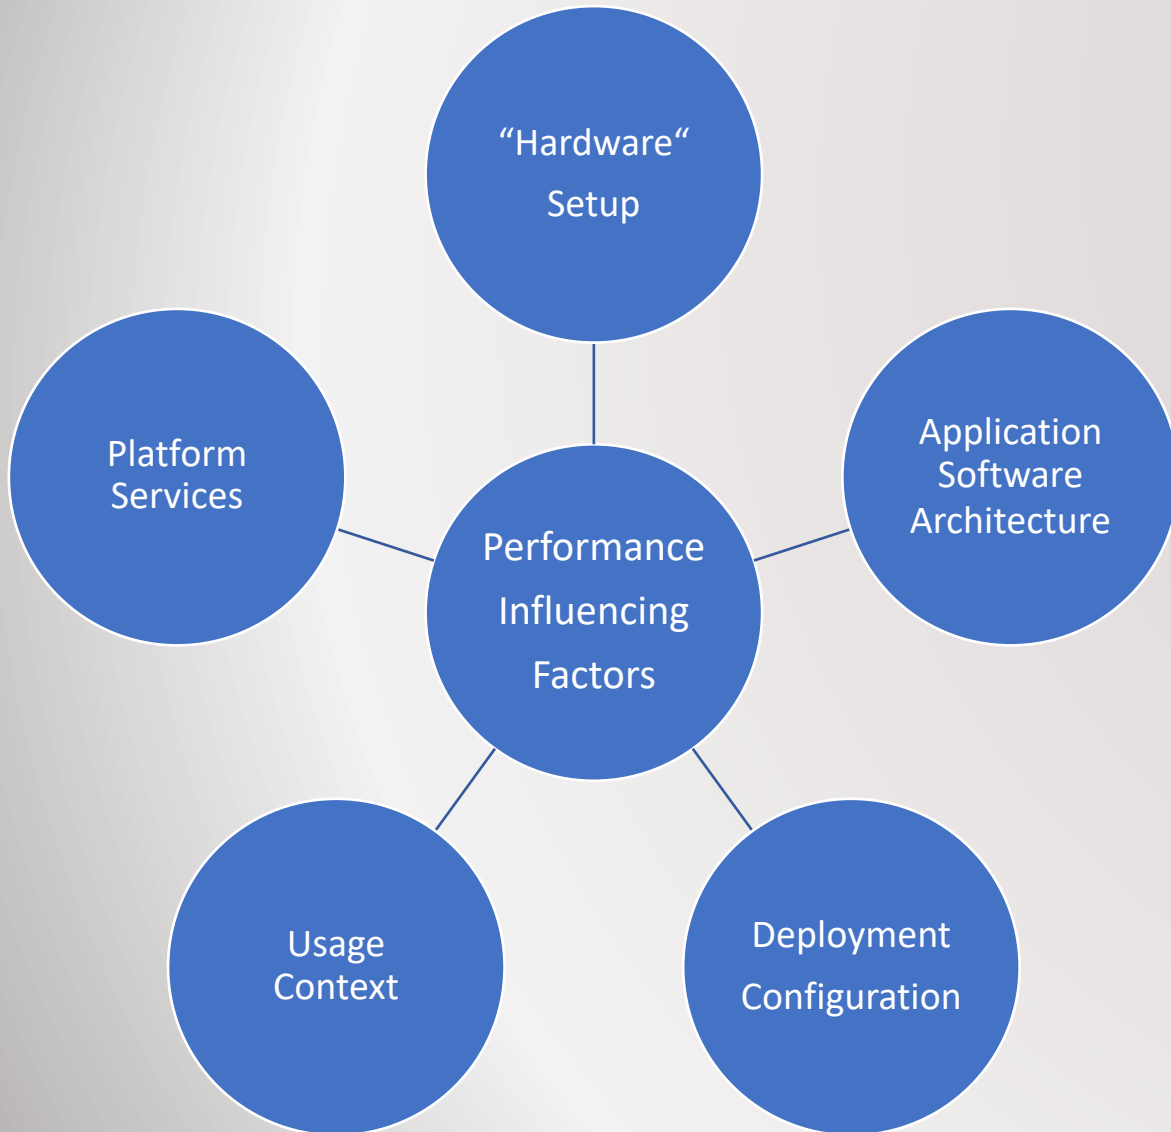 “Hardware“
Setup
Platform
Services
Application
Software
Architecture
Performance
Influencing
Factors
Usage
Context
Deployment
Configuration